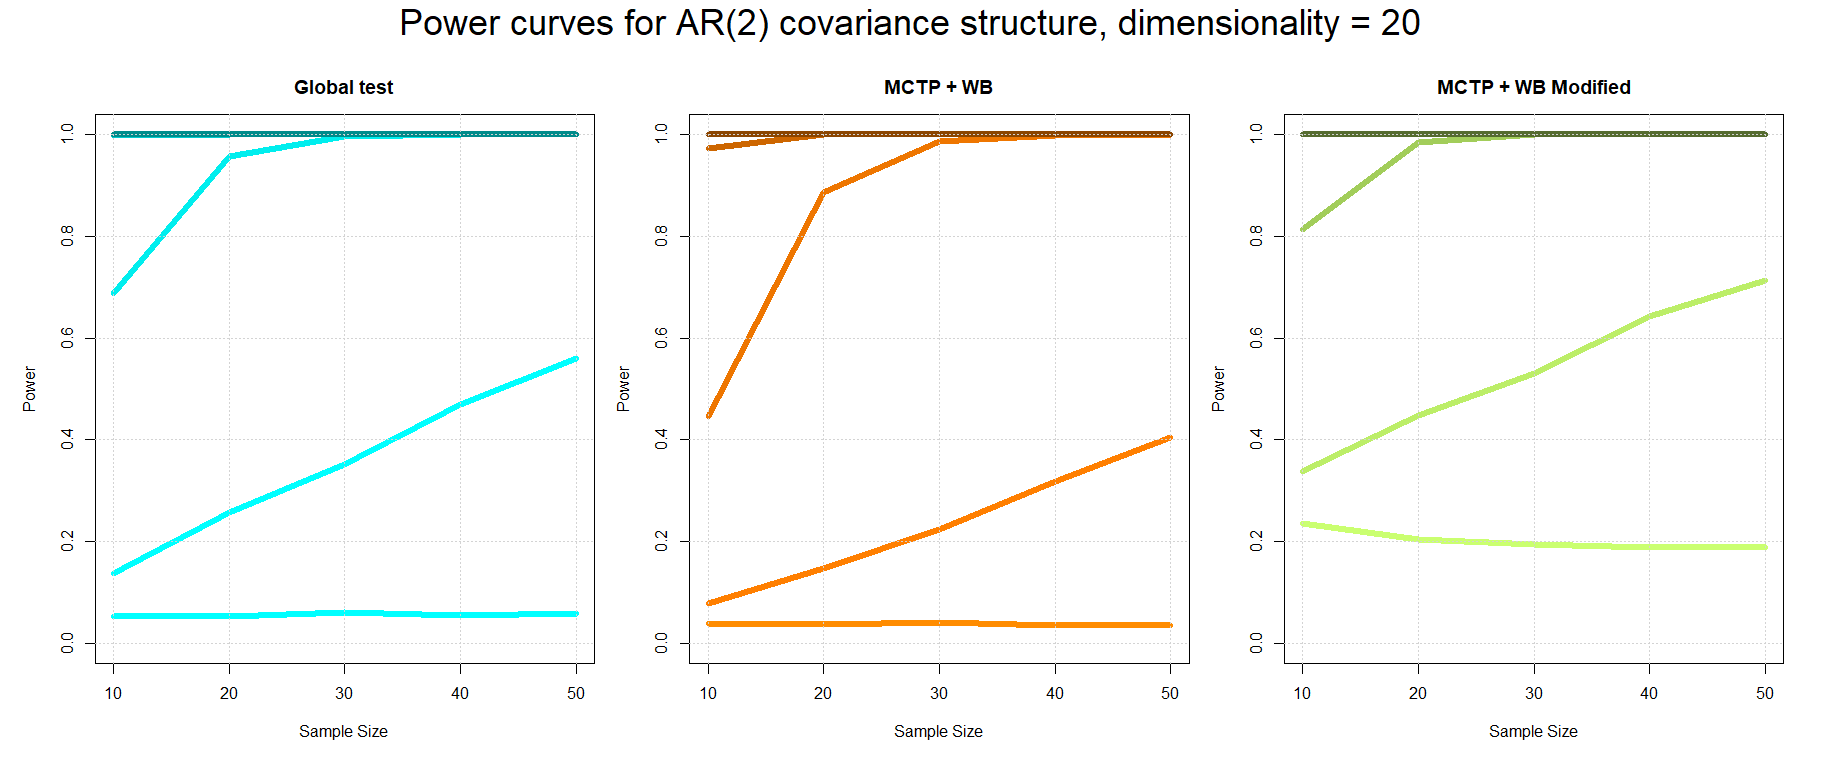 Power curves for AR(2) covariance structure, dimensionality = 20
Global test
Power
0.0 0.2 0.4 0.6 0.8 1.0
10 20 30 40 50
Sample Size
MCTP + WB
Power
0.0 0.2 0.4 0.6 0.8 1.0
10 20 30 40 50
Sample Size
MCTP + WB Modified
Power
0.0 0.2 0.4 0.6 0.8 1.0
10 20 30 40 50
Sample Size